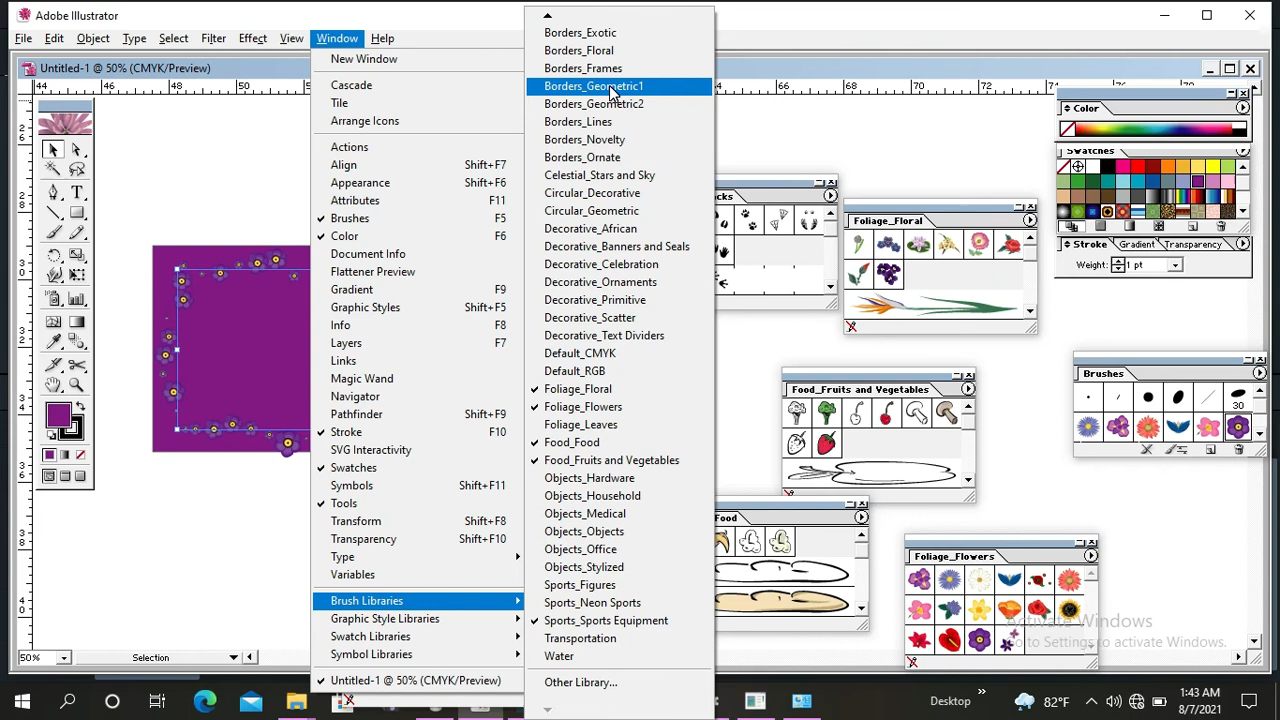 Adobe Illustrator
File Edit Object Type Select Filter Effect View Window Help
Untitled-1 @ 50% (CMYK/Preview)
New Window
Cascade
Tile
Arrange Icons
Actions
Align Shift+F7
Appearance Shift+F6
Attributes F11
Brushes F5
Color F6
Document Info
Flattener Preview
Gradient F9
Graphic Styles Shift+F5
Info F8
Layers F7
Links
Magic Wand
Navigator
Pathfinder Shift+F9
Stroke F10
SVG Interactivity
Swatches
Symbols Shift+F11
Tools
Transform Shift+F8
Transparency Shift+F10
Type
Variables
Brush Libraries
Graphic Style Libraries
Swatch Libraries
Symbol Libraries
Untitled-1 @ 50% (CMYK/Preview)
Borders_Exotic
Borders_Floral
Borders_Frames
Borders_Geometric1
Borders_Geometric2
Borders_Lines
Borders_Novelty
Borders_Ornate
Celestial_Stars and Sky
Circular_Decorative
Circular_Geometric
Decorative_African
Decorative_Banners and Seals
Decorative_Celebration
Decorative_Ornaments
Decorative_Primitive
Decorative_Scatter
Decorative_Text Dividers
Default_CMYK
Default_RGB
Foliage_Floral
Foliage_Flowers
Foliage_Leaves
Food_Food
Food_Fruits and Vegetables
Objects_Hardware
Objects_Household
Objects_Medical
Objects_Objects
Objects_Office
Objects_Stylized
Sports_Figures
Sports_Neon Sports
Sports_Sports Equipment
Transportation
Water
Other Library...
44 46 48 50 52
Color
Swatches
Stroke Gradient Transparency
Weight: 1 pt
Foliage_Floral
Brushes
30
Food_Fruits and Vegetables
Food
Foliage_Flowers
Activate Windows
Go to Settings to activate Windows.
50% Selection
Desktop
82°F
1:43 AM
8/7/2021